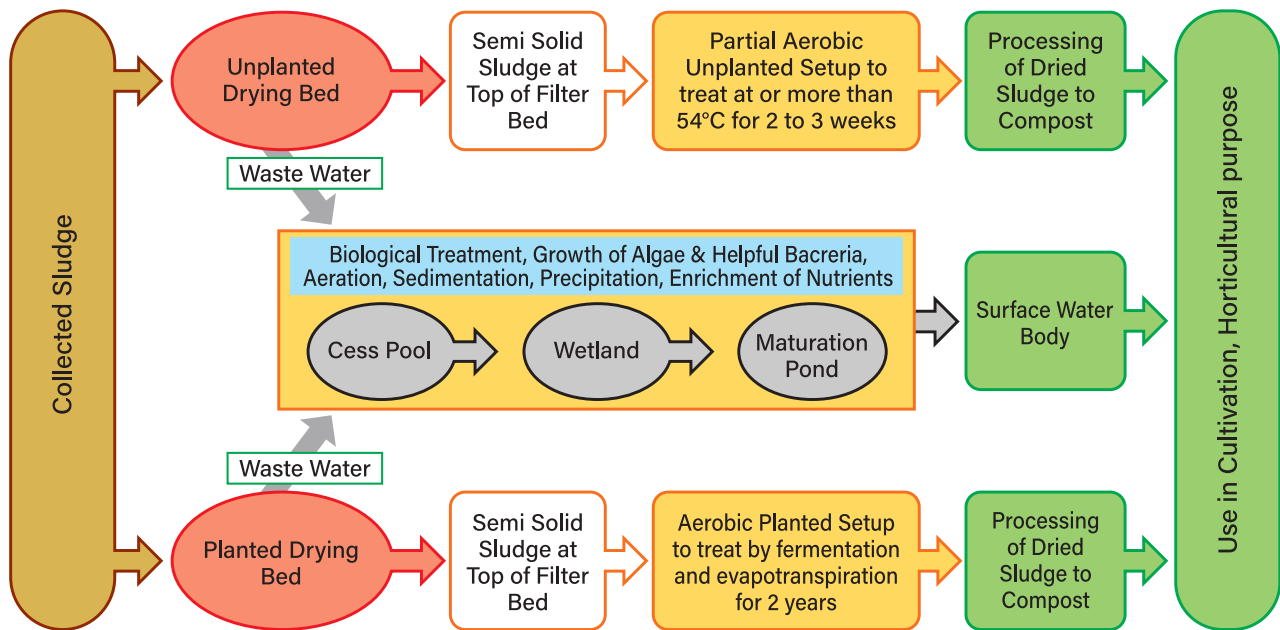 Collected Sludge
Unplanted
Drying Bed
Semi Solid
Sludge at
Top of Filter
Bed
Partial Aerobic
Unplanted Setup to
treat at or more than
54°C for 2 to 3 weeks
Processing
of Dried
Sludge to
Compost
Waste Water
Biological Treatment, Growth of Algae & Helpful Bacreria,
Aeration, Sedimentation, Precipitation, Enrichment of Nutrients
Cess Pool
Wetland
Maturation
Pond
Surface Water
Body
Waste Water
Planted Drying
Bed
Semi Solid
Sludge at
Top of Filter
Bed
Aerobic Planted Setup
to treat by fermentation
and evapotranspiration
for 2 years
Processing
of Dried
Sludge to
Compost
Use in Cultivation, Horticultural purpose